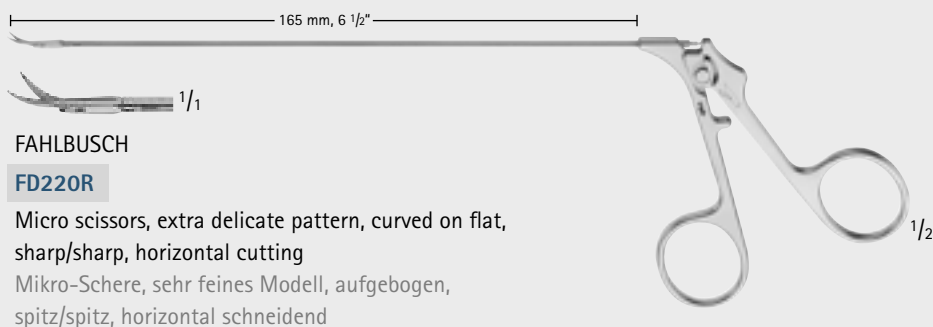 165 mm, 6 1/2"
1/1
FAHLBUSCH
FD220R
Micro scissors, extra delicate pattern, curved on flat,
sharp/sharp, horizontal cutting
Mikro-Schere, sehr feines Modell, aufgebogen,
spitz/spitz, horizontal schneidend
1/2